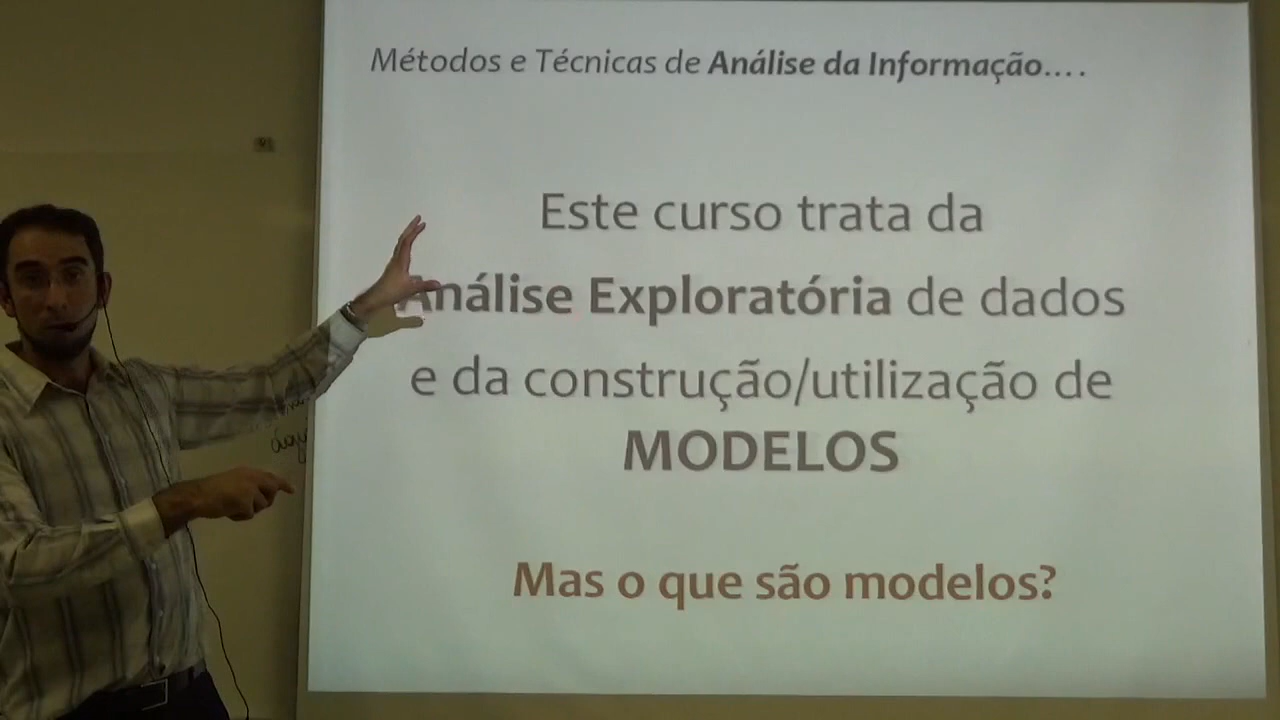 Métodos e Técnicas de Análise da Informação....
Este curso trata da
Análise Exploratória de dados
e da construção/utilização de
MODELOS
Mas o que são modelos?